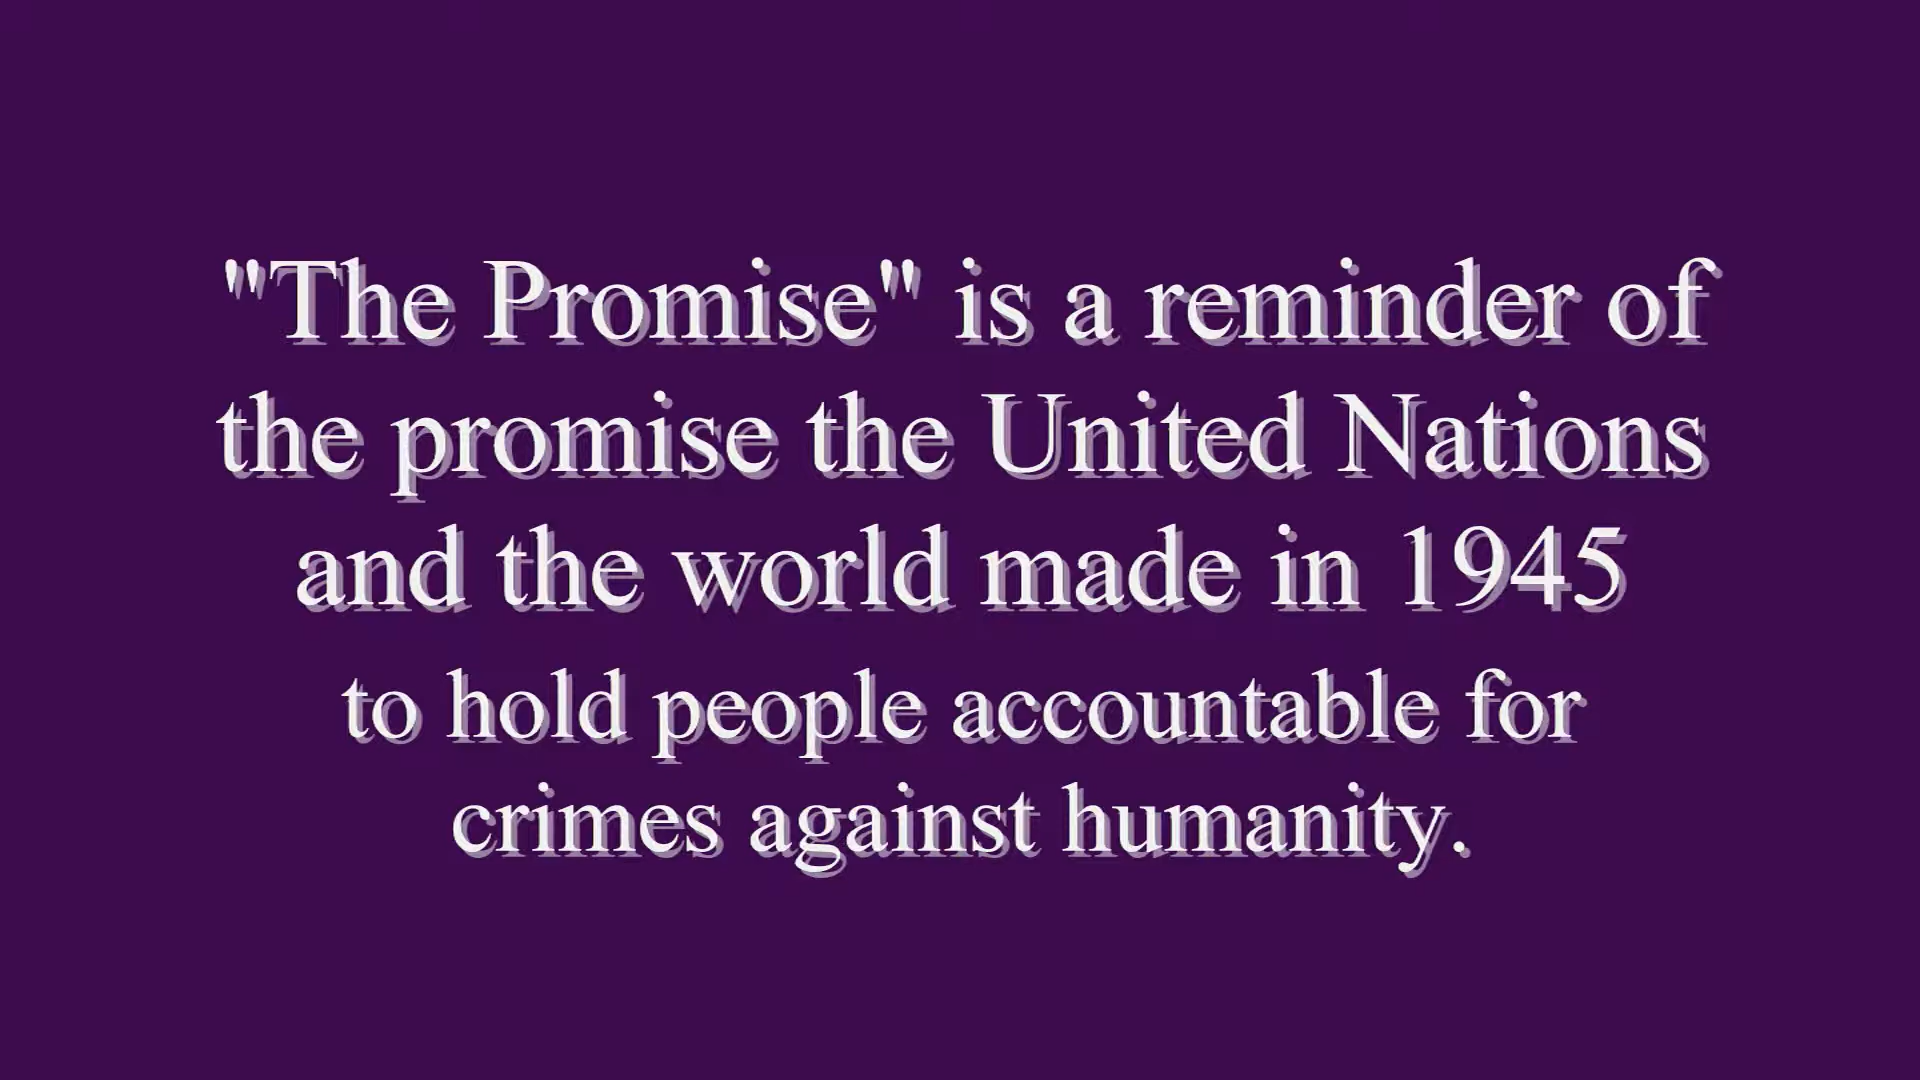 "The Promise" is a reminder of
the promise the United Nations
and the world made in 1945
to hold people accountable for
crimes against humanity.